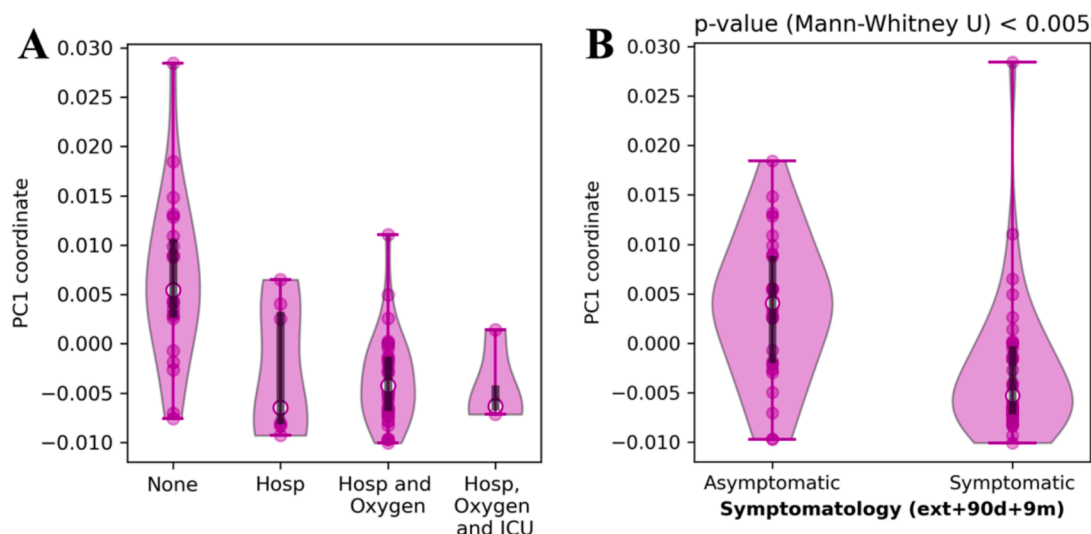 A
B
p-value (Mann-Whitney U) < 0.005
0.030
0.025
0.020
0.015
0.010
0.005
0.000
−0.005
−0.010
PC1 coordinate
None
Hosp
Hosp and
Oxygen
Hosp,
Oxygen
and ICU
0.030
0.025
0.020
0.015
0.010
0.005
0.000
−0.005
−0.010
PC1 coordinate
Asymptomatic
Symptomatic
Symptomatology (ext+90d+9m)